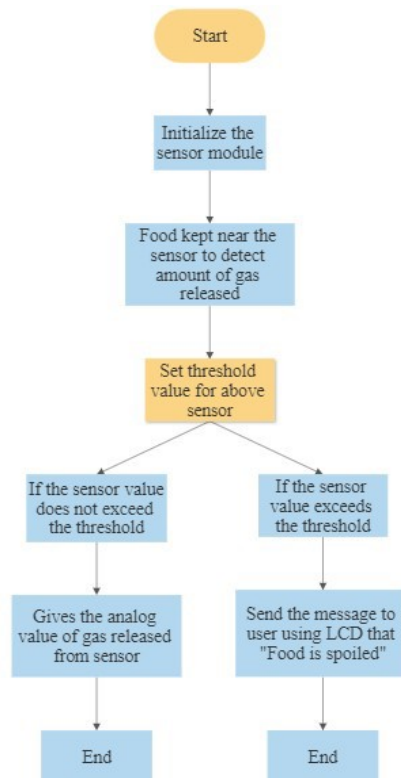 Start
Initialize the
sensor module
Food kept near the
sensor to detect
amount of gas
released
Set threshold
value for above
sensor
If the sensor value
does not exceed
the threshold
If the sensor
value exceeds
the threshold
Gives the analog
value of gas released
from sensor
Send the message to
user using LCD that
"Food is spoiled"
End
End